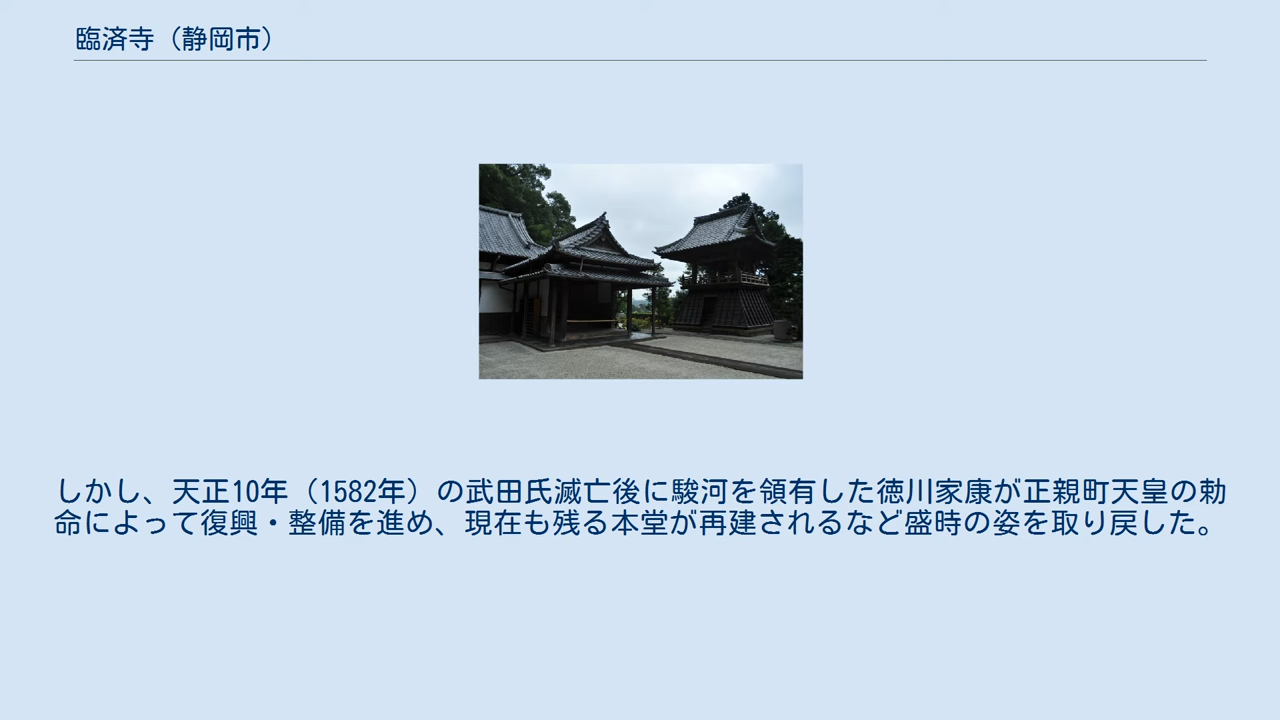 臨済寺（静岡市）
しかし、天正10年（1582年）の武田氏滅亡後に駿河を領有した徳川家康が正親町天皇の勅
命によって復興・整備を進め、現在も残る本堂が再建されるなど盛時の姿を取り戻した。